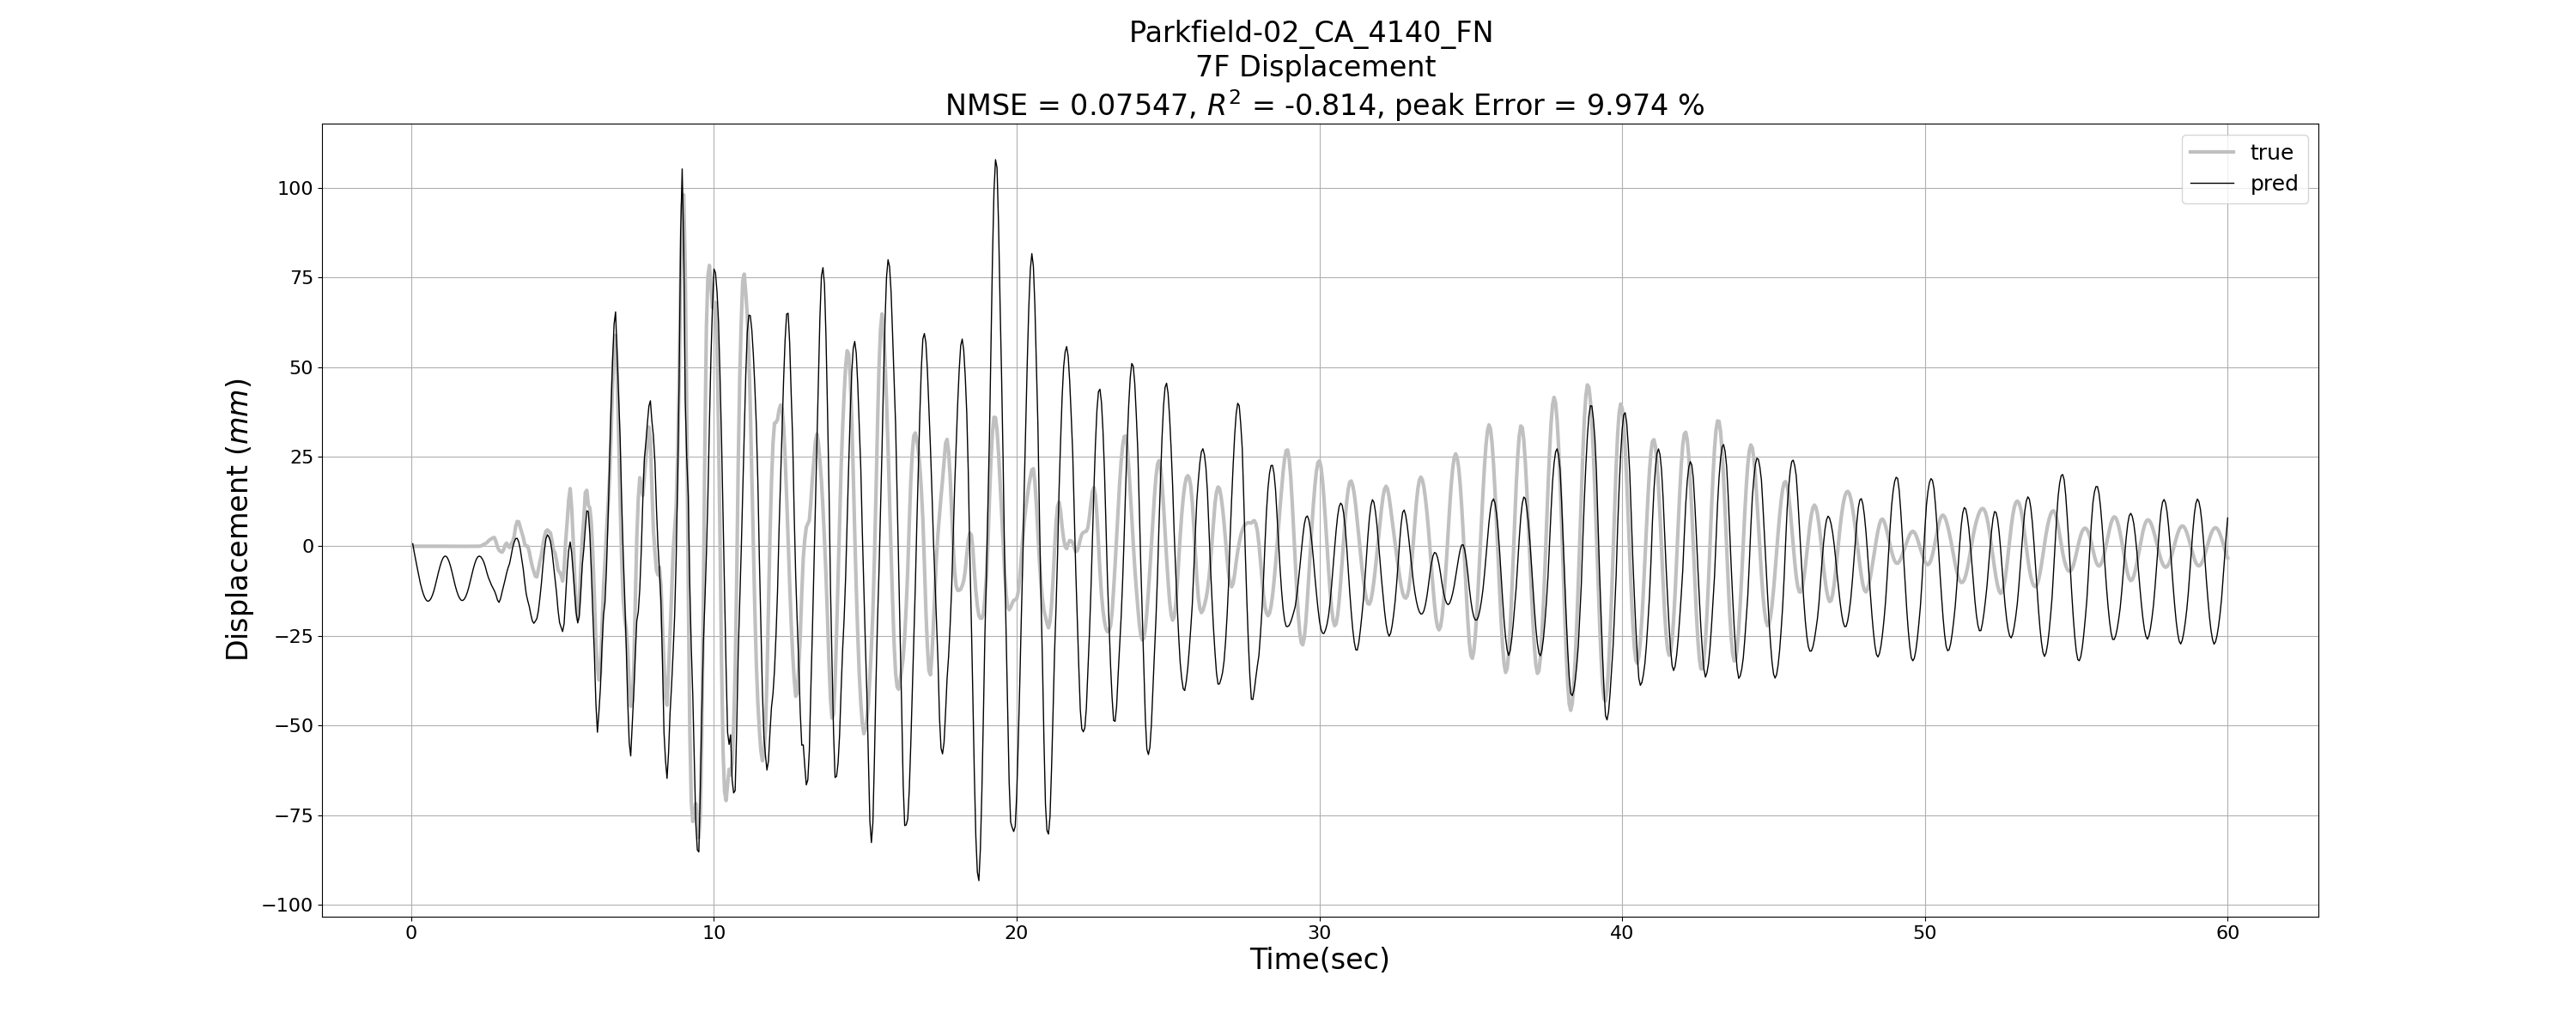 Parkfield-02_CA_4140_FN
7F Displacement
NMSE = 0.07547, R² = -0.814, peak Error = 9.974 %
true
pred
100
75
50
25
0
−25
−50
−75
−100
Displacement (mm)
0 10 20 30 40 50 60
Time(sec)